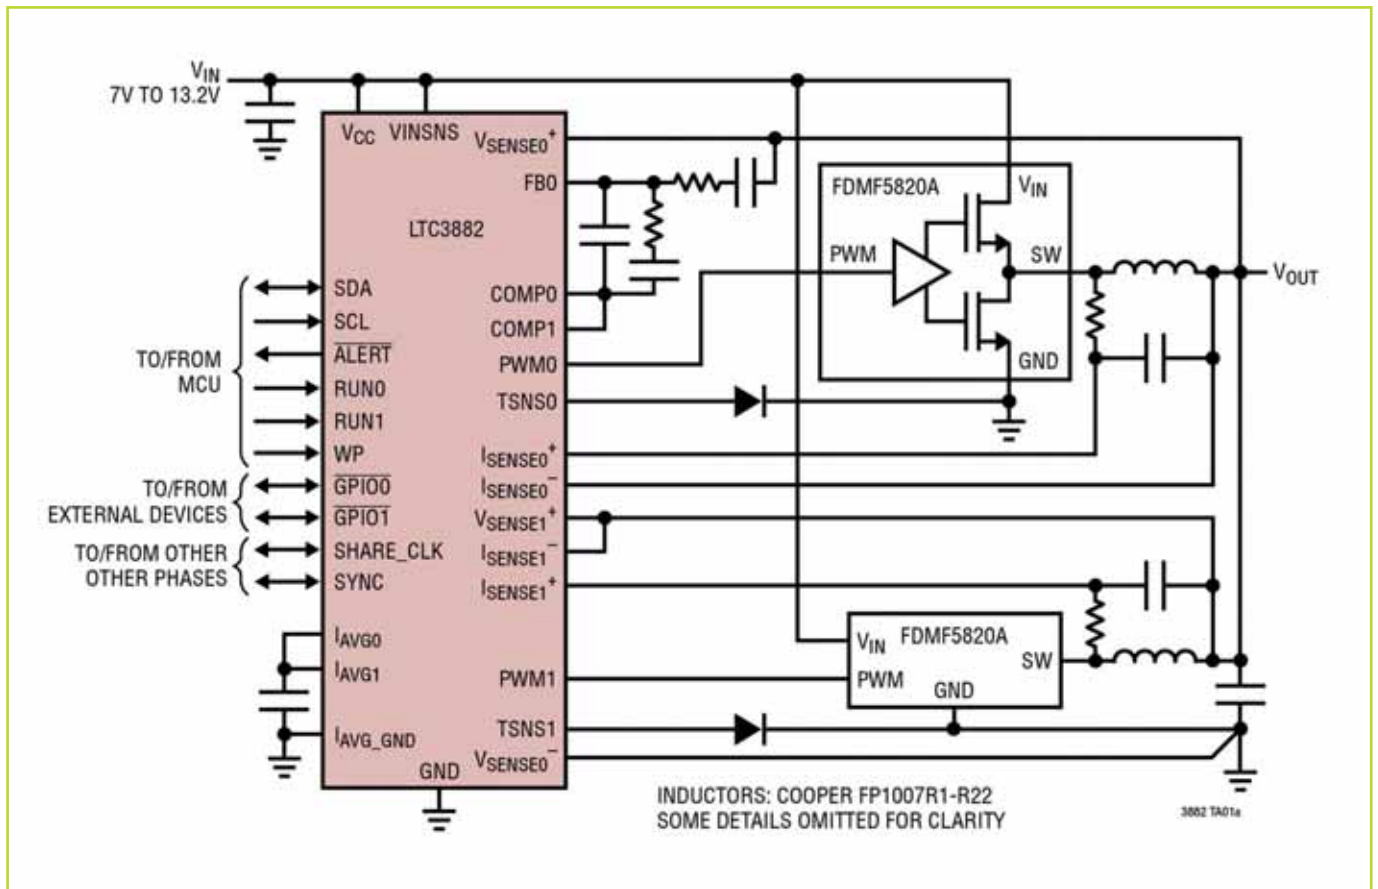 VIN
7V TO 13.2V
VCC
VINSNS
LTC3882
VSENSE0+
FB0
COMP0
COMP1
PWM0
TSNS0
ISENSE0+
ISENSE0–
VSENSE1+
ISENSE1–
ISENSE1+
PWM1
TSNS1
VSENSE0–
GND
TO/FROM
MCU
SDA
SCL
ALERT
RUN0
RUN1
WP
TO/FROM
EXTERNAL DEVICES
GPIO0
GPIO1
TO/FROM OTHER
OTHER PHASES
SHARE_CLK
SYNC
IAVG0
IAVG1
IAVG_GND
FDMF5820A
VIN
PWM
SW
GND
VOUT
FDMF5820A
VIN
SW
PWM
GND
INDUCTORS: COOPER FP1007R1-R22
SOME DETAILS OMITTED FOR CLARITY
3882 TA01a